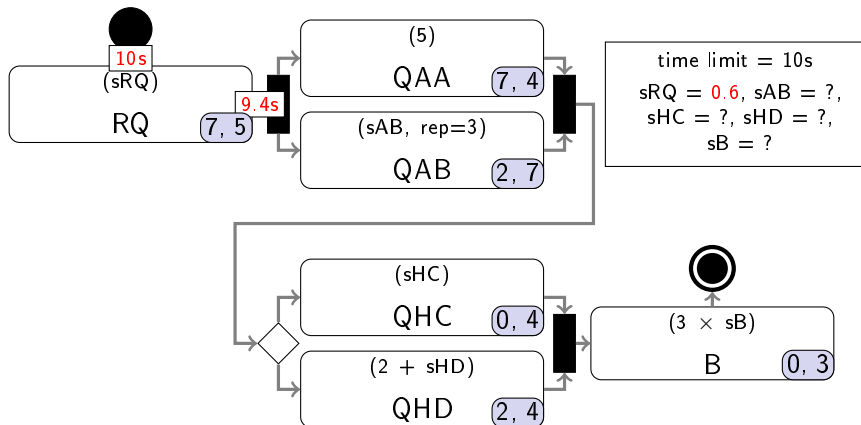 10s
(sRQ)
RQ
7, 5
9.4s
(5)
QAA
7, 4
(sAB, rep=3)
QAB
2, 7
time limit = 10s
sRQ = 0.6, sAB = ?,
sHC = ?, sHD = ?,
sB = ?
(sHC)
QHC
0, 4
(2 + sHD)
QHD
2, 4
(3 × sB)
B
0, 3